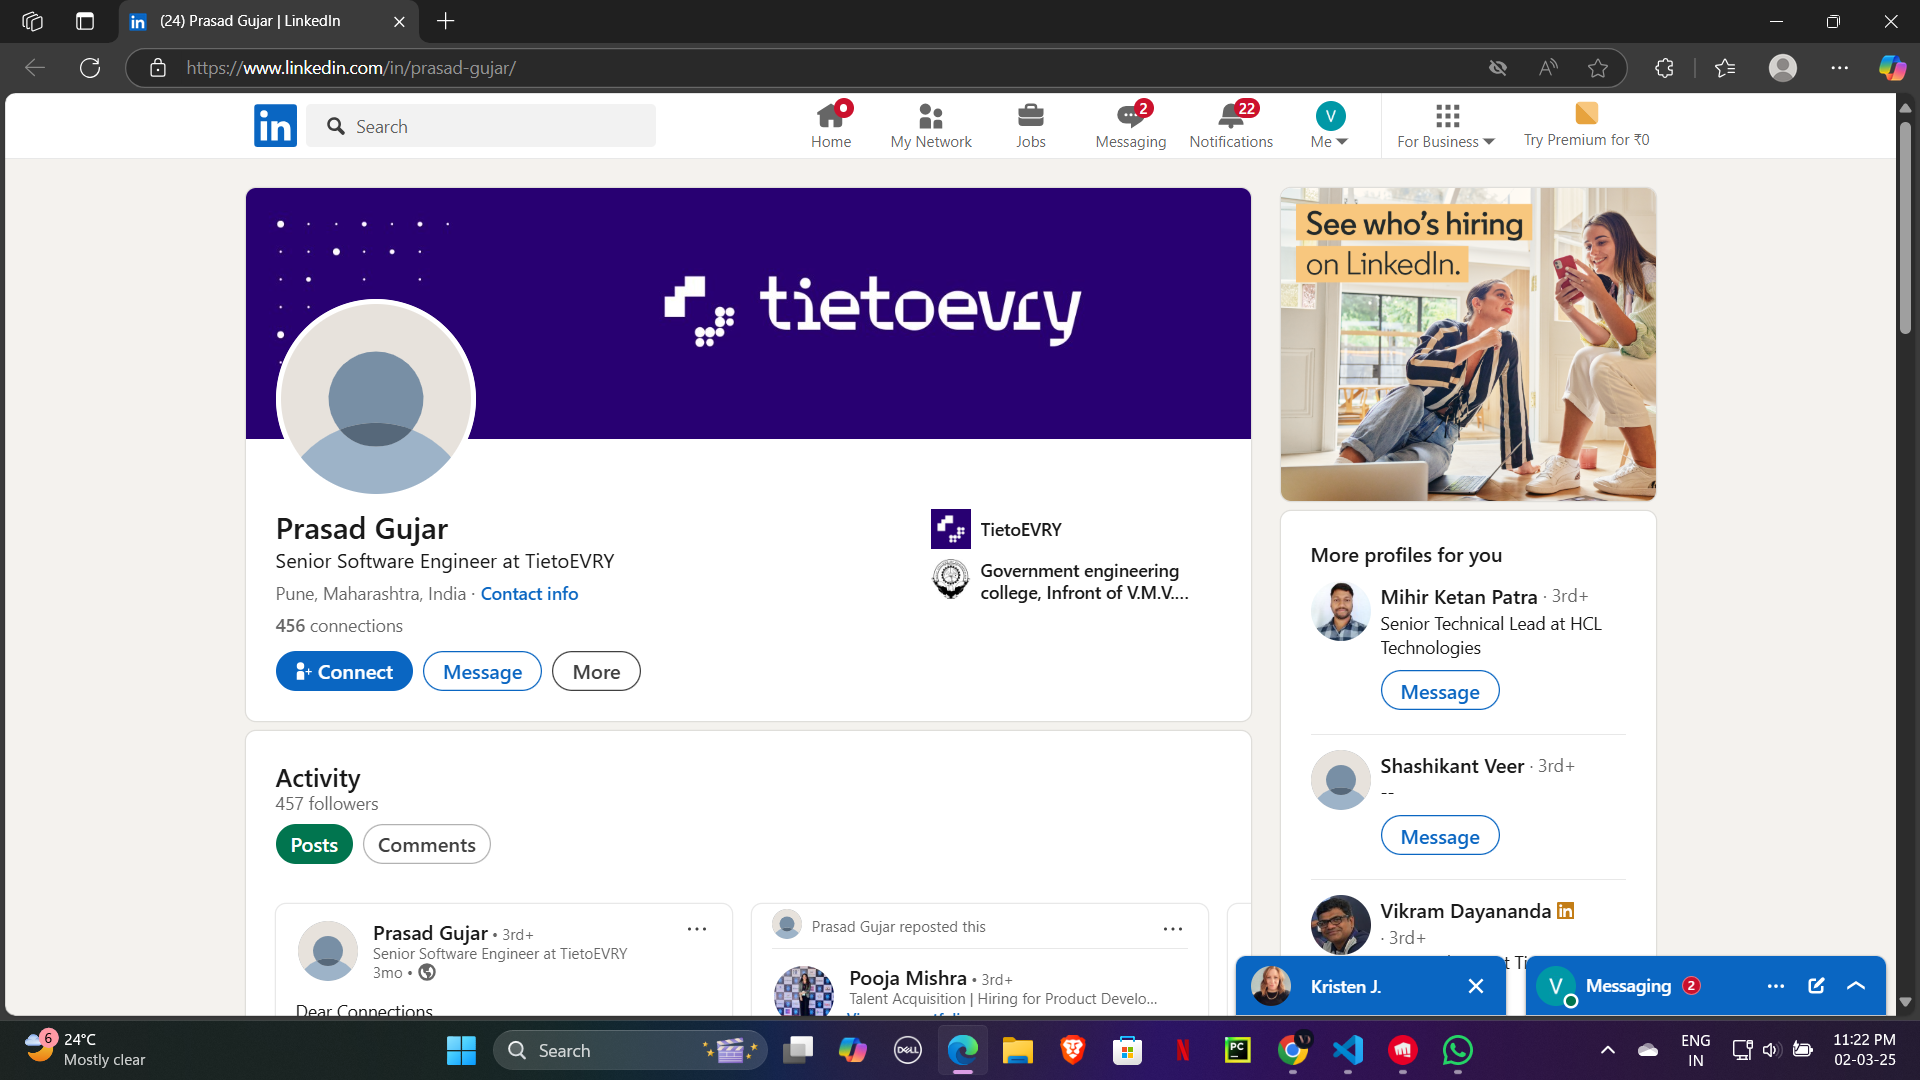 (24) Prasad Gujar | LinkedIn
https://www.linkedin.com/in/prasad-gujar/
in
Search
Home
My Network
Jobs
2
Messaging
22
Notifications
V
Me
For Business
Try Premium for ₹0
tietoevry
See who's hiring
on LinkedIn.
Prasad Gujar
Senior Software Engineer at TietoEVRY
Pune, Maharashtra, India · Contact info
456 connections
Connect
Message
More
TietoEVRY
Government engineering
college, Infront of V.M.V....
More profiles for you
Mihir Ketan Patra · 3rd+
Senior Technical Lead at HCL
Technologies
Message
Shashikant Veer · 3rd+
--
Message
Vikram Dayananda in
· 3rd+
Activity
457 followers
Posts
Comments
Prasad Gujar • 3rd+
Senior Software Engineer at TietoEVRY
3mo •
Dear Connections
Prasad Gujar reposted this
Pooja Mishra • 3rd+
Talent Acquisition | Hiring for Product Develo...
Kristen J.
V
Messaging 2
6
24°C
Mostly clear
Search
DELL
N
PC
ENG
IN
11:22 PM
02-03-25